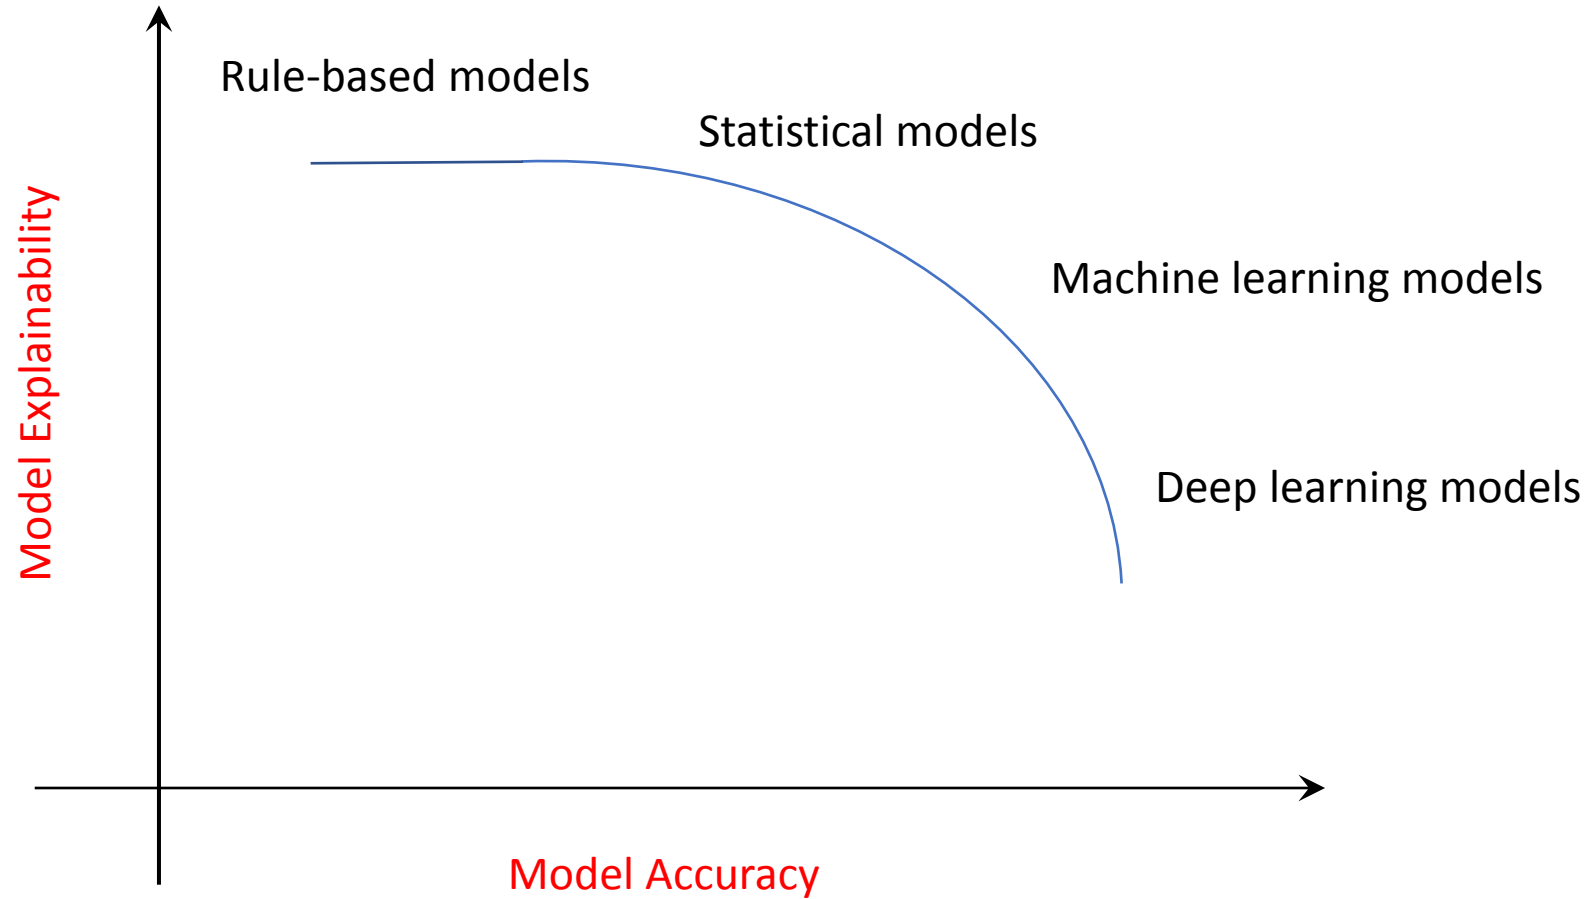 Rule-based models
Statistical models
Machine learning models
Deep learning models
Model Explainability
Model Accuracy